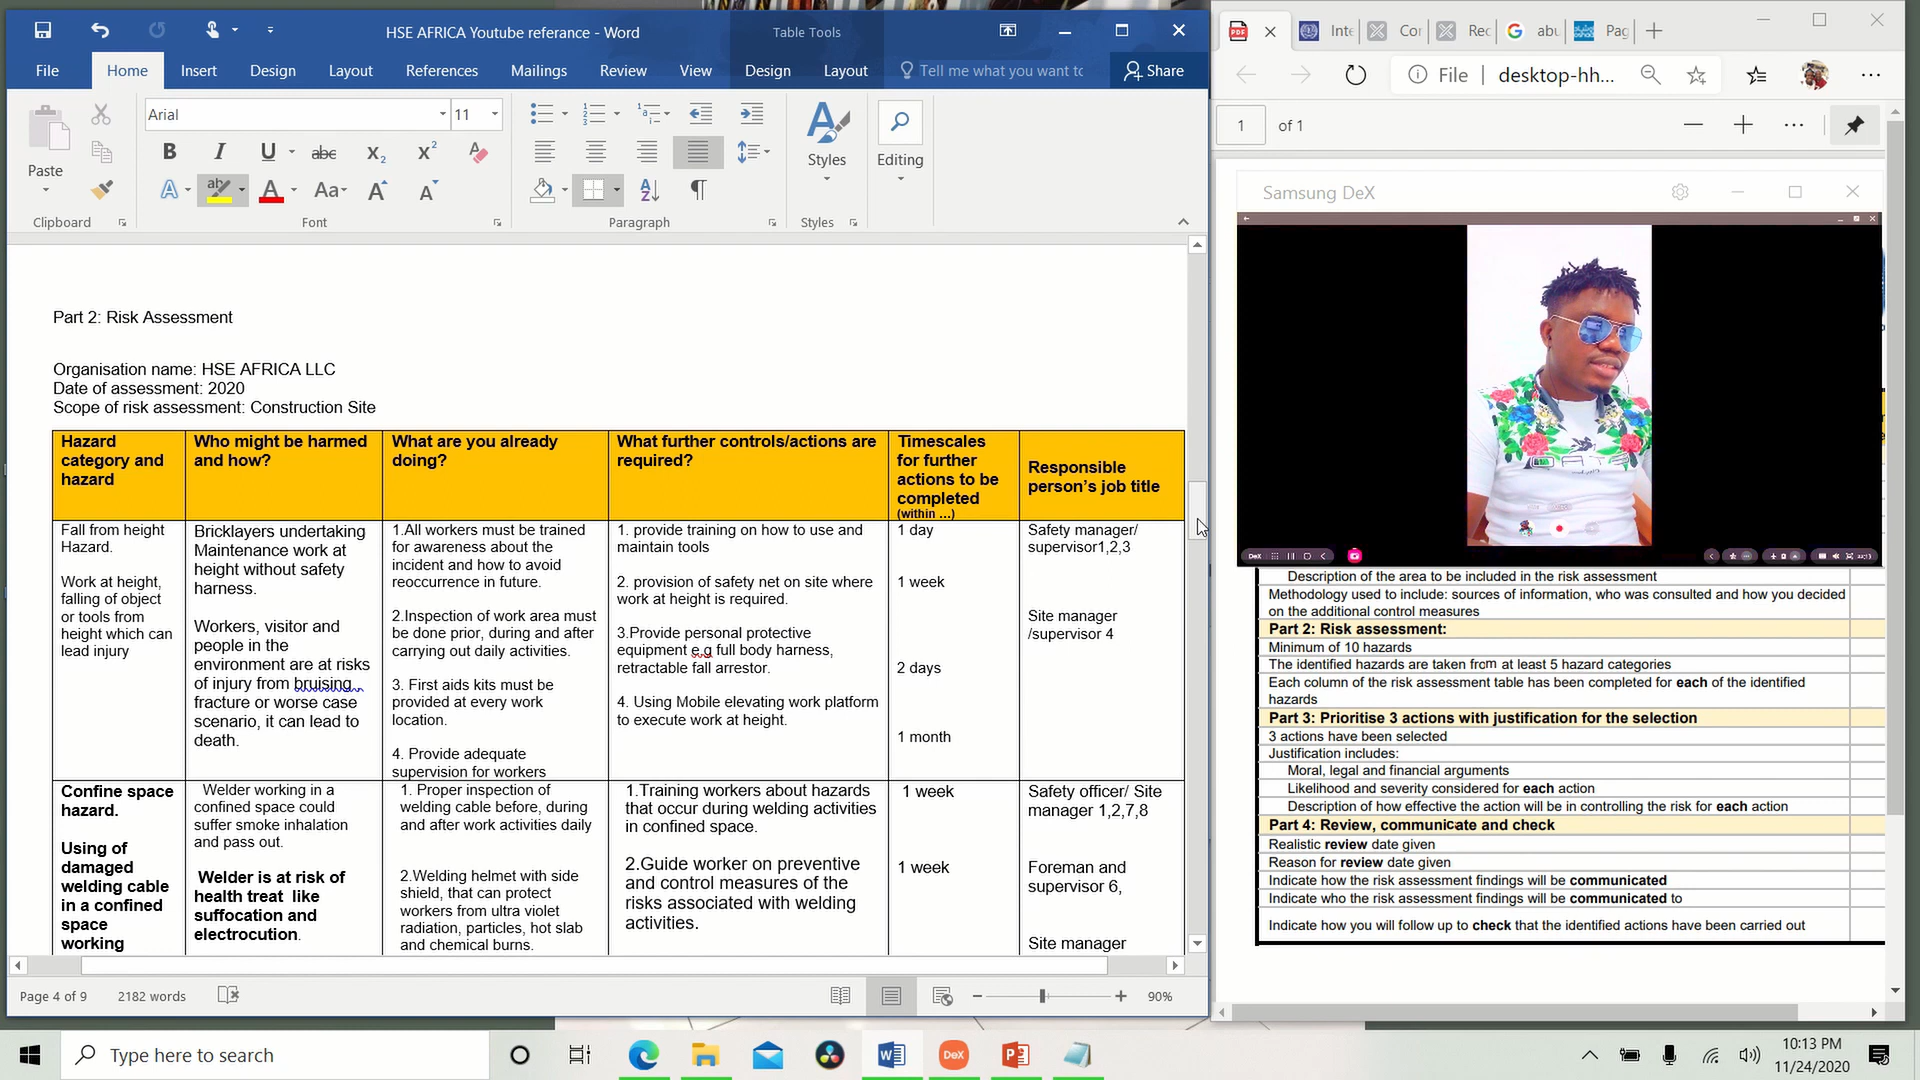 HSE AFRICA Youtube referance - Word
Table Tools
File
Home
Insert
Design
Layout
References
Mailings
Review
View
Design
Layout
Tell me what you want to
Share
Paste
Arial
11
Styles
Editing
Clipboard
Font
Paragraph
Styles
Part 2: Risk Assessment
Organisation name: HSE AFRICA LLC
Date of assessment: 2020
Scope of risk assessment: Construction Site
Hazard
category and
hazard
Who might be harmed
and how?
What are you already
doing?
What further controls/actions are
required?
Timescales
for further
actions to be
completed
(within ...)
Responsible
person's job title
Fall from height
Hazard.
Work at height,
falling of object
or tools from
height which can
lead injury
Bricklayers undertaking
Maintenance work at
height without safety
harness.
Workers, visitor and
people in the
environment are at risks
of injury from bruising
fracture or worse case
scenario, it can lead to
death.
1.All workers must be trained
for awareness about the
incident and how to avoid
reoccurrence in future.
2.Inspection of work area must
be done prior, during and after
carrying out daily activities.
3. First aids kits must be
provided at every work
location.
4. Provide adequate
supervision for workers
1. provide training on how to use and
maintain tools
2. provision of safety net on site where
work at height is required.
3.Provide personal protective
equipment e.g full body harness,
retractable fall arrestor.
4. Using Mobile elevating work platform
to execute work at height.
1 day
1 week
2 days
1 month
Safety manager/
supervisor1,2,3
Site manager
/supervisor 4
Confine space
hazard.
Using of
damaged
welding cable
in a confined
space
working
Welder working in a
confined space could
suffer smoke inhalation
and pass out.
Welder is at risk of
health treat like
suffocation and
electrocution.
1. Proper inspection of
welding cable before, during
and after work activities daily
2.Welding helmet with side
shield, that can protect
workers from ultra violet
radiation, particles, hot slab
and chemical burns.
1.Training workers about hazards
that occur during welding activities
in confined space.
2.Guide worker on preventive
and control measures of the
risks associated with welding
activities.
1 week
1 week
Safety officer/ Site
manager 1,2,7,8
Foreman and
supervisor 6,
Site manager
Page 4 of 9
2182 words
90%
Inte
Cor
Rec
abu
Pag
File
desktop-hh...
1
of 1
Samsung DeX
DeX
Description of the area to be included in the risk assessment
Methodology used to include: sources of information, who was consulted and how you decided
on the additional control measures
Part 2: Risk assessment:
Minimum of 10 hazards
The identified hazards are taken from at least 5 hazard categories
Each column of the risk assessment table has been completed for each of the identified
hazards
Part 3: Prioritise 3 actions with justification for the selection
3 actions have been selected
Justification includes:
Moral, legal and financial arguments
Likelihood and severity considered for each action
Description of how effective the action will be in controlling the risk for each action
Part 4: Review, communicate and check
Realistic review date given
Reason for review date given
Indicate how the risk assessment findings will be communicated
Indicate who the risk assessment findings will be communicated to
Indicate how you will follow up to check that the identified actions have been carried out
Type here to search
DeX
10:13 PM
11/24/2020